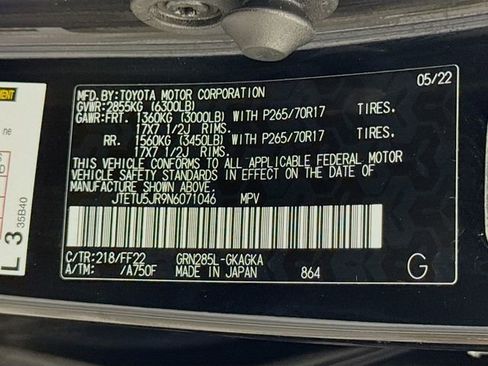 05/22
MFD.BY:TOYOTA MOTOR CORPORATION
GVWR:2855KG (6300LB)
GAWR:FRT. 1360KG (3000LB) WITH P265/70R17 TIRES.
17X7 1/2J RIMS.
RR. 1560KG (3450LB) WITH P265/70R17 TIRES.
17X7 1/2J RIMS.
THIS VEHICLE CONFORMS TO ALL APPLICABLE FEDERAL MOTOR
VEHICLE SAFETY STANDARDS IN EFFECT ON THE DATE OF
MANUFACTURE SHOWN ABOVE.
JTETU5JR9N6071046 MPV
C/TR:218/FF22 GRN285L-GKAGKA
A/TM: /A750F MADE IN JAPAN 864
G
L 3
35B40
ne